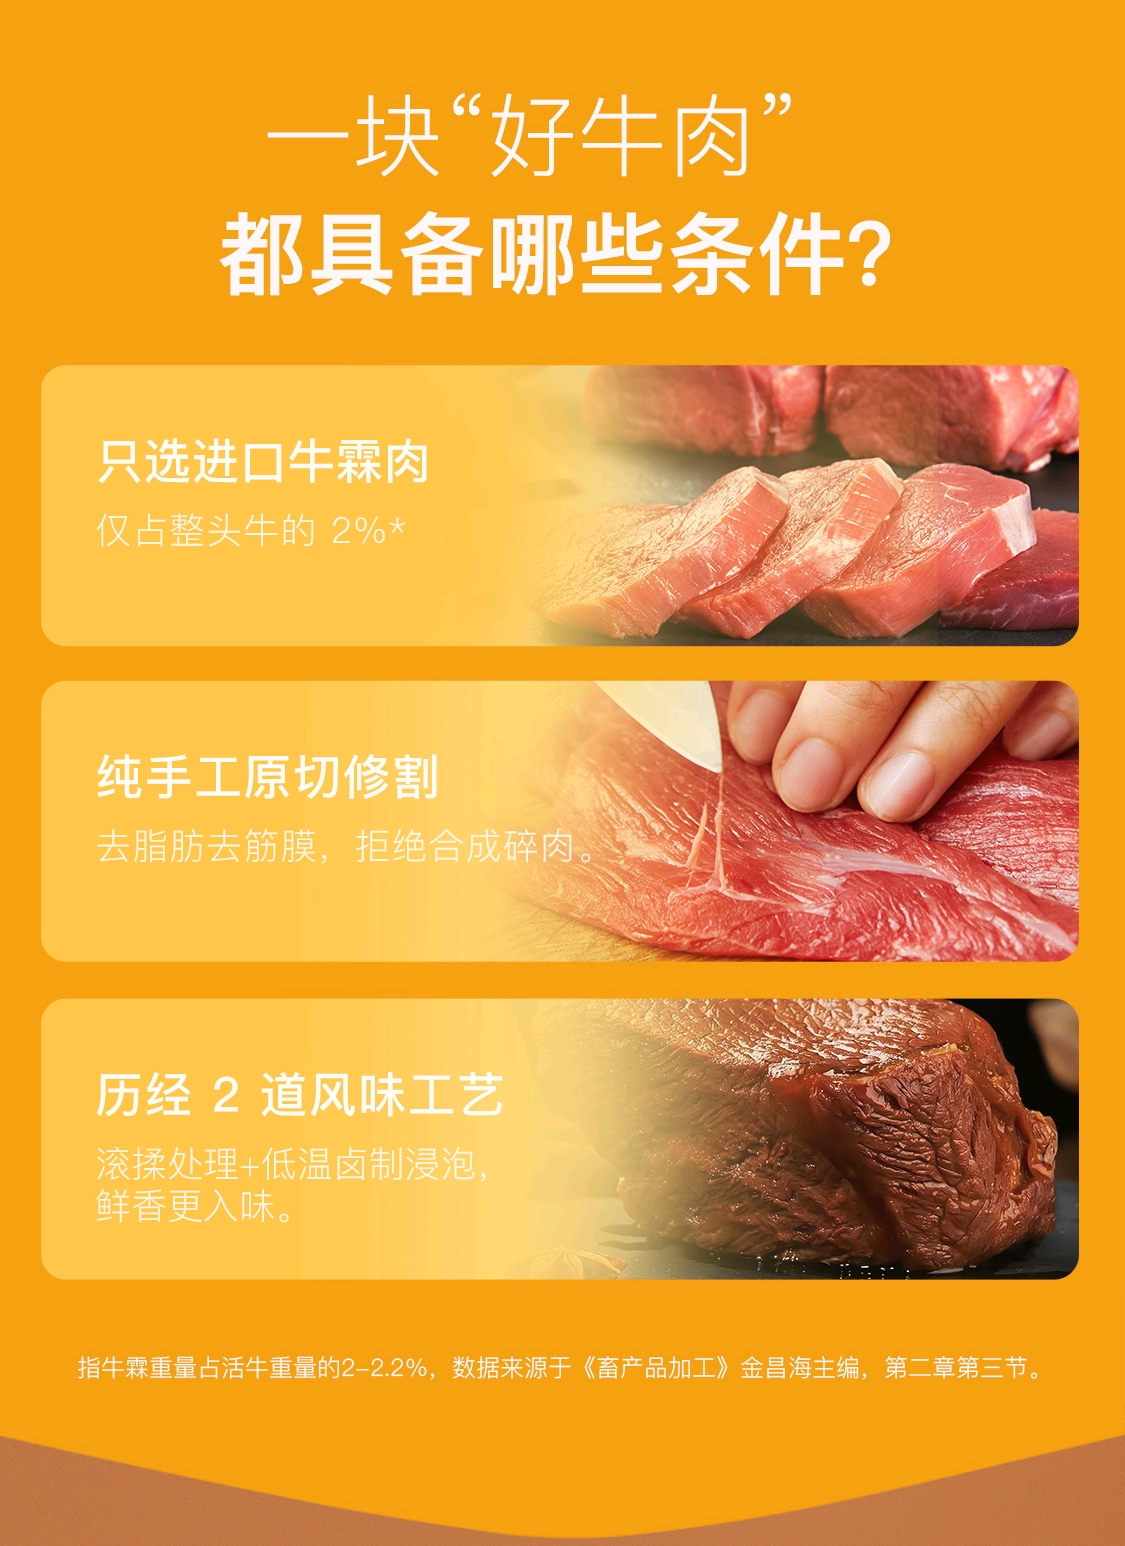 一块“好牛肉”
都具备哪些条件？
只选进口牛霖肉
仅占整头牛的 2%*
纯手工原切修割
去脂肪去筋膜，拒绝合成碎肉。
历经 2 道风味工艺
滚揉处理+低温卤制浸泡，
鲜香更入味。
指牛霖重量占活牛重量的2-2.2%，数据来源于《畜产品加工》金昌海主编，第二章第三节。